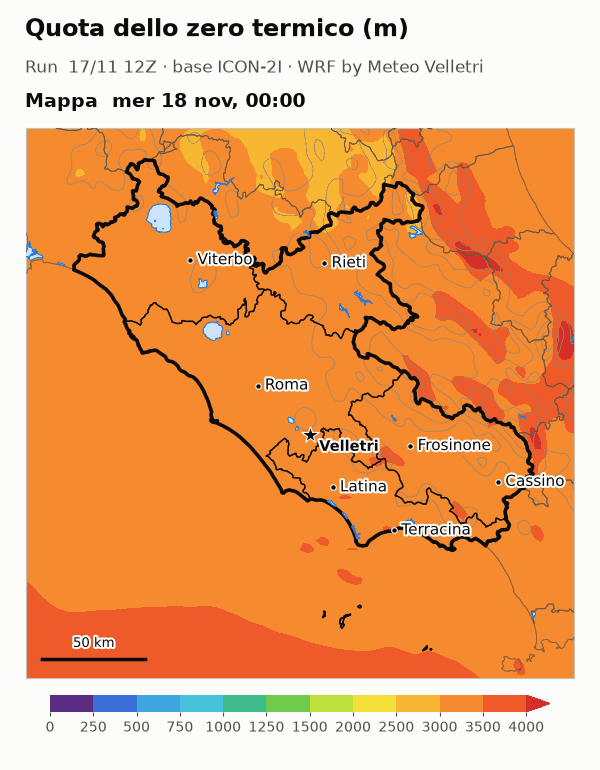 Quota dello zero termico (m)
Run  17/11 12Z · base ICON-2I · WRF by Meteo Velletri
Mappa  mer 18 nov, 00:00
Viterbo
Rieti
Roma
Velletri
Frosinone
Latina
Cassino
Terracina
50 km
0 250 500 750 1000 1250 1500 2000 2500 3000 3500 4000